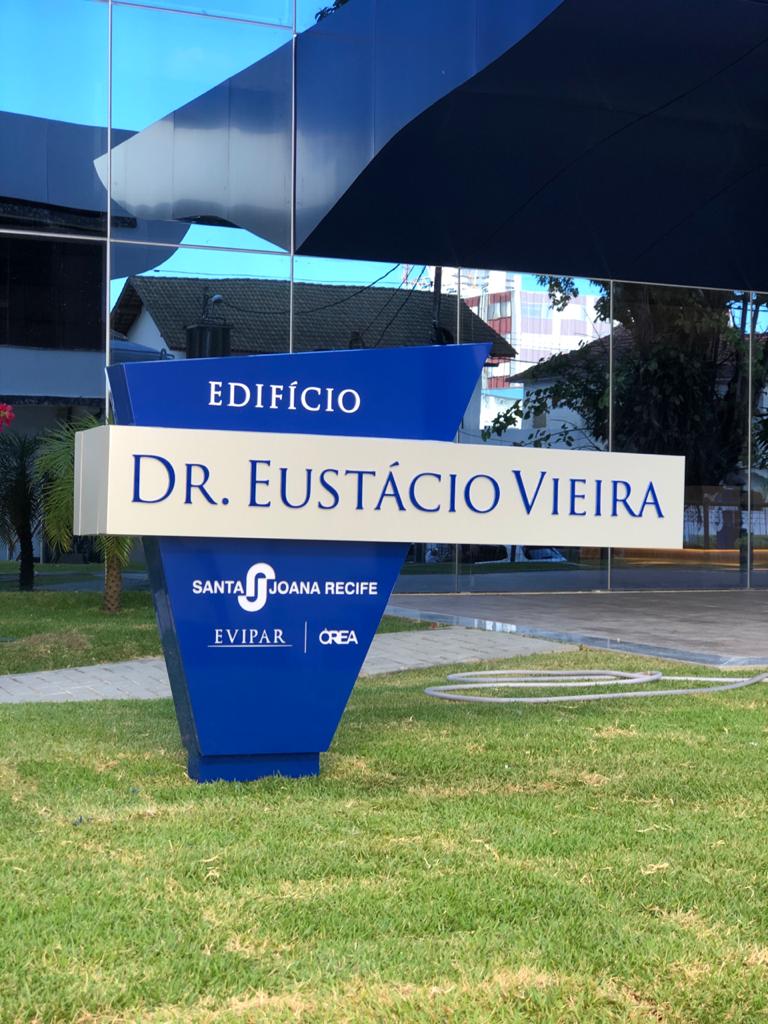 EDIFÍCIO
DR. EUSTÁCIO VIEIRA
SANTA JOANA RECIFE
EVIPAR ÓREA